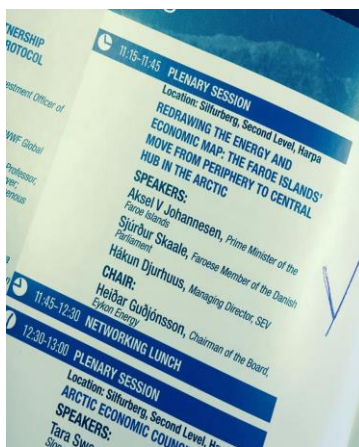 NERSHIP
ROTOCOL
estment Officer of
WWF Global
Professor,
11:15-11:45 PLENARY SESSION
Location: Silfurberg, Second Level, Harpa
REDRAWING THE ENERGY AND
ECONOMIC MAP: THE FAROE ISLANDS'
MOVE FROM PERIPHERY TO CENTRAL
HUB IN THE ARCTIC
SPEAKERS:
Aksel V Johannesen, Prime Minister of the
Faroe Islands
Sjúrður Skaale, Faroese Member of the Danish
Parliament
Hákun Djurhuus, Managing Director, SEV
CHAIR:
Heiðar Guðjónsson, Chairman of the Board,
Eykon Energy
11:45-12:30 NETWORKING LUNCH
12:30-13:00 PLENARY SESSION
Location: Silfurberg, Second Level, Ha
ARCTIC ECONOMIC COUN
SPEAKERS:
Tara